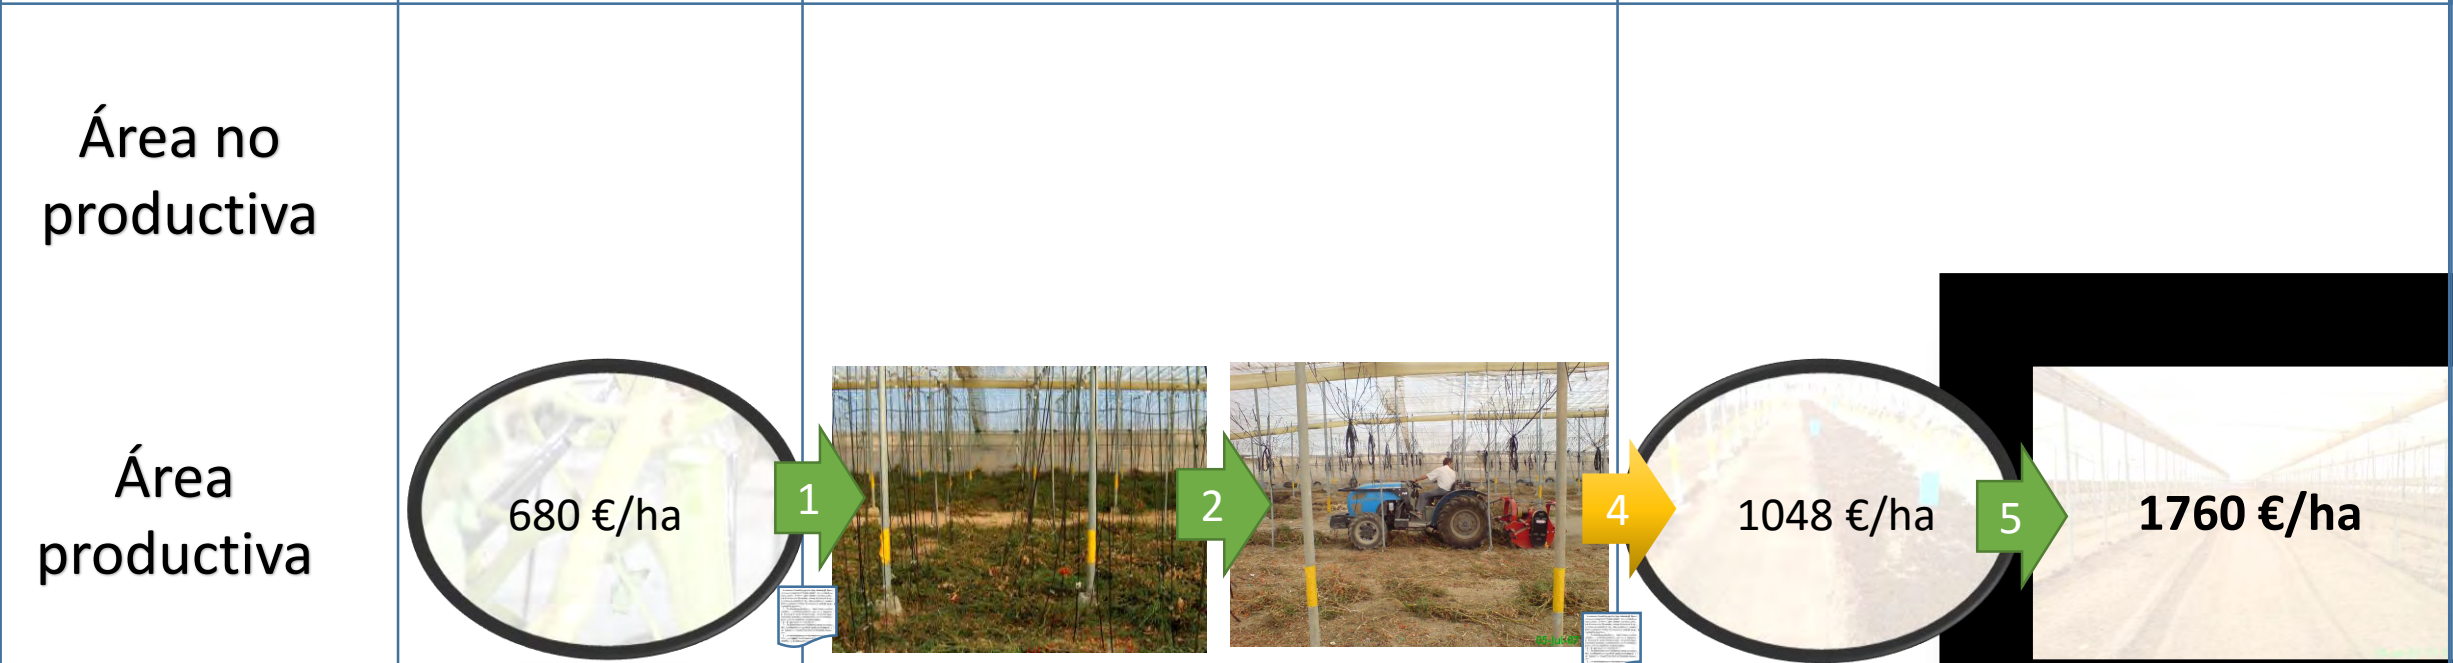 Área no
productiva
Área
productiva
680 €/ha
1
2
4
1048 €/ha
5
1760 €/ha